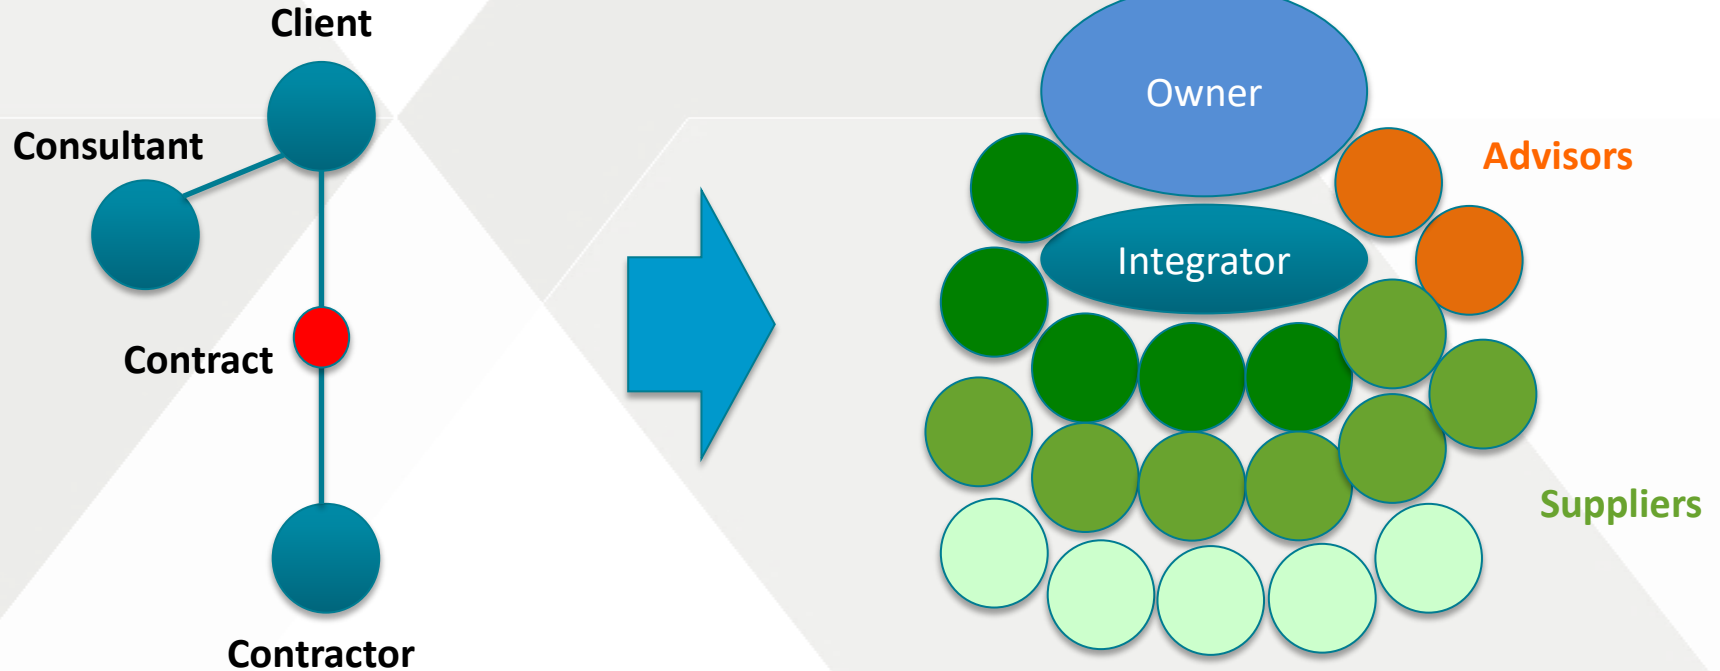 Client
Consultant
Contract
Contractor
Owner
Advisors
Integrator
Suppliers